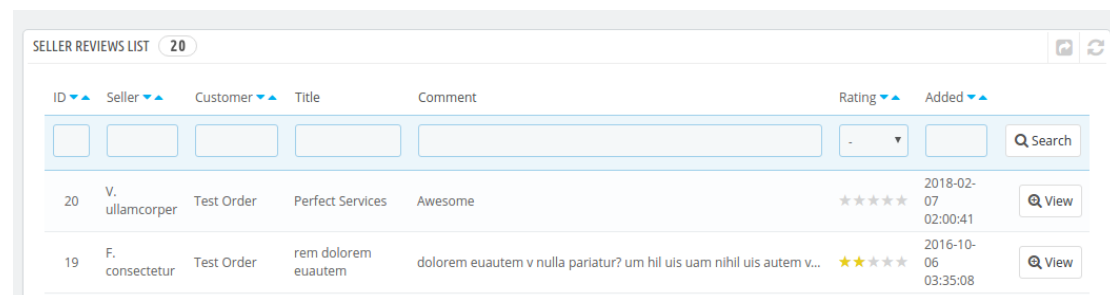 SELLER REVIEWS LIST 20
ID Seller Customer Title Comment Rating Added
- Search
20 V. ullamcorper Test Order Perfect Services Awesome 2018-02-07 02:00:41 View
19 F. consectetur Test Order rem dolorem euautem dolorem euautem v nulla pariatur? um hil uis uam nihil uis autem v... 2016-10-06 03:35:08 View